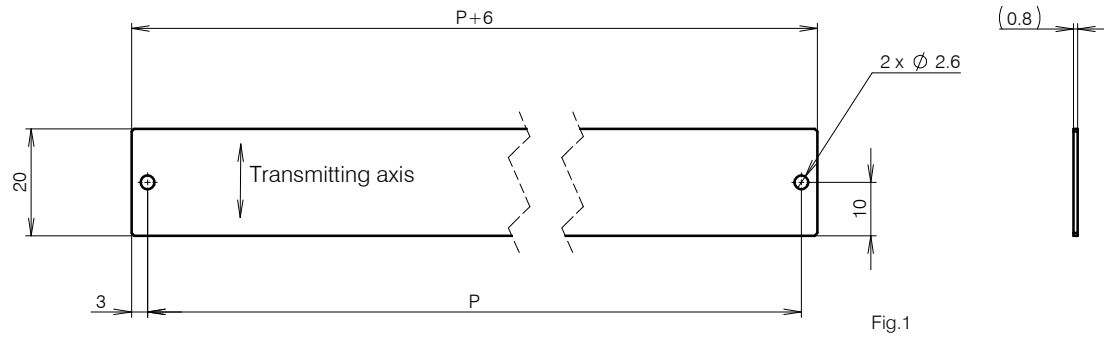 P+6
(0.8)
2 x ∅ 2.6
20
Transmitting axis
10
3
P
Fig.1